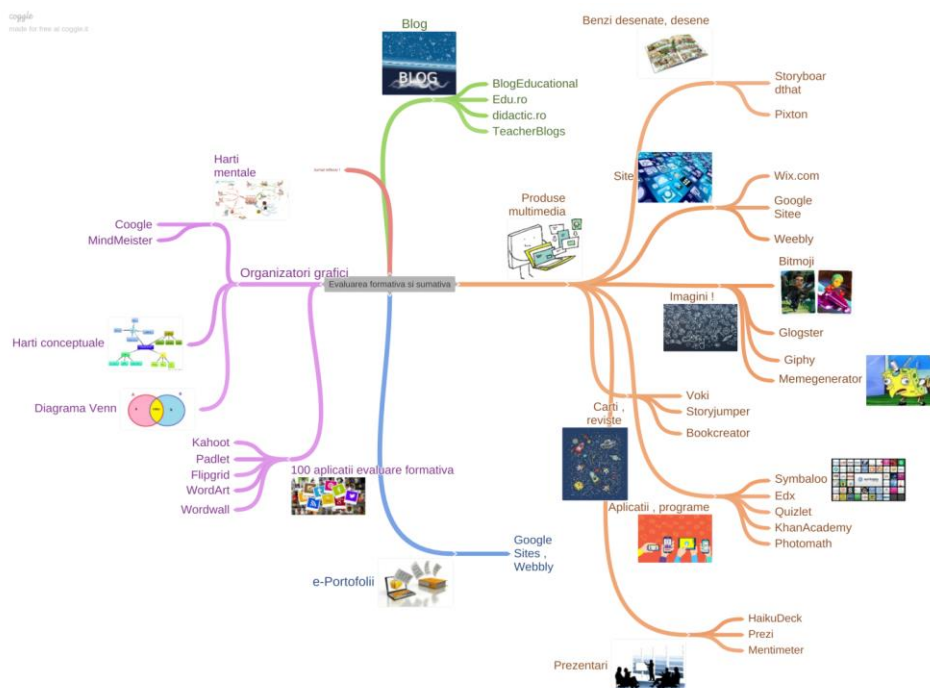 coggle
made for free at coggle.it
Blog
BLOG
BlogEducational
Edu.ro
didactic.ro
TeacherBlogs
Harti
mentale
Coogle
MindMeister
Organizatori grafici
Evaluarea formativa si sumativa
Harti conceptuale
Diagrama Venn
Kahoot
Padlet
Flipgrid
WordArt
Wordwall
100 aplicatii evaluare formativa
e-Portofolii
Google
Sites ,
Webbly
Produse
multimedia
Benzi desenate, desene
Storyboar
dthat
Pixton
Site
Wix.com
Google
Sitee
Weebly
Imagini !
Bitmoji
Glogster
Giphy
Memegenerator
Carti ,
reviste
Voki
Storyjumper
Bookcreator
Aplicatii , programe
Symbaloo
Edx
Quizlet
KhanAcademy
Photomath
Prezentari
HaikuDeck
Prezi
Mentimeter